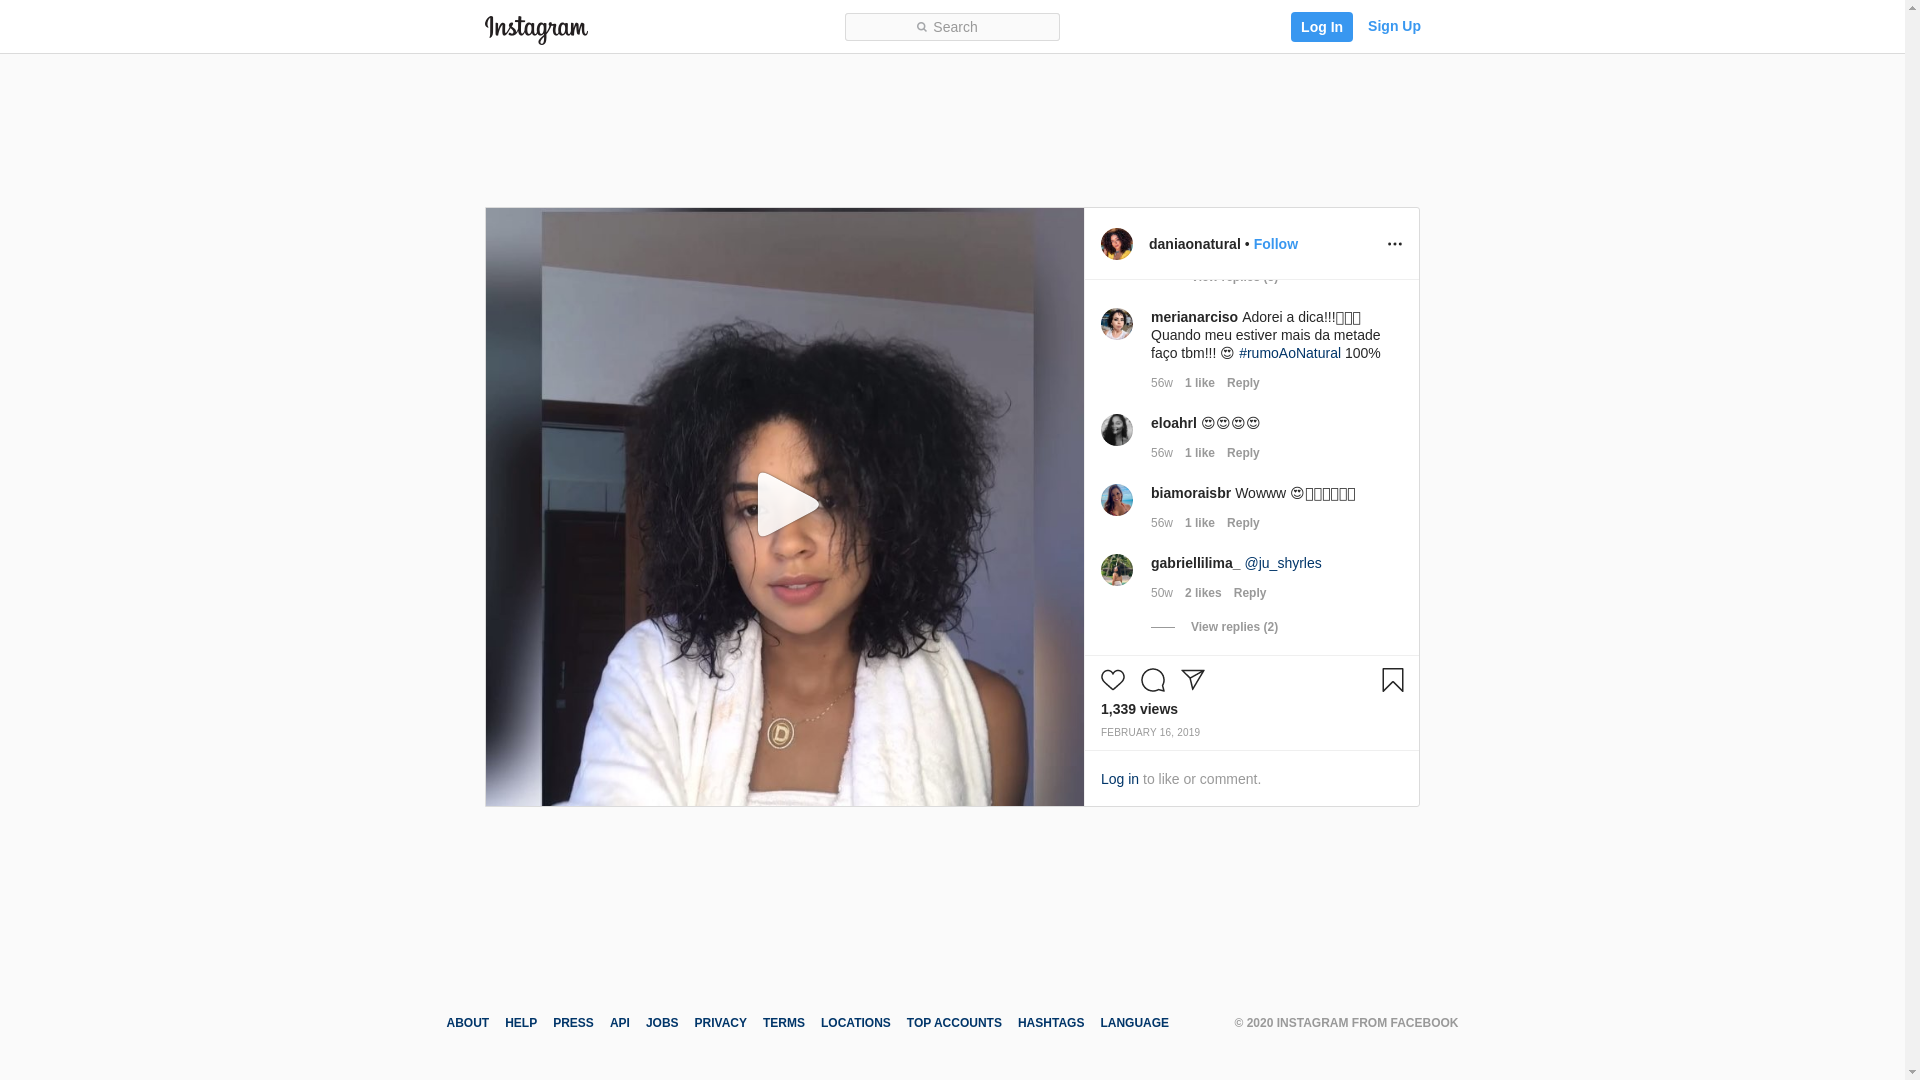 Instagram
Search
Log In
Sign Up
daniaonatural • Follow
merianarciso Adorei a dica!!!
Quando meu estiver mais da metade
faço tbm!!! 😍 #rumoAoNatural 100%
56w 1 like Reply
eloahrl 😍😍😍😍
56w 1 like Reply
biamoraisbr Wowww 😍
56w 1 like Reply
gabriellilima_ @ju_shyrles
50w 2 likes Reply
View replies (2)
D
1,339 views
FEBRUARY 16, 2019
Log in to like or comment.
ABOUT HELP PRESS API JOBS PRIVACY TERMS LOCATIONS TOP ACCOUNTS HASHTAGS LANGUAGE
© 2020 INSTAGRAM FROM FACEBOOK